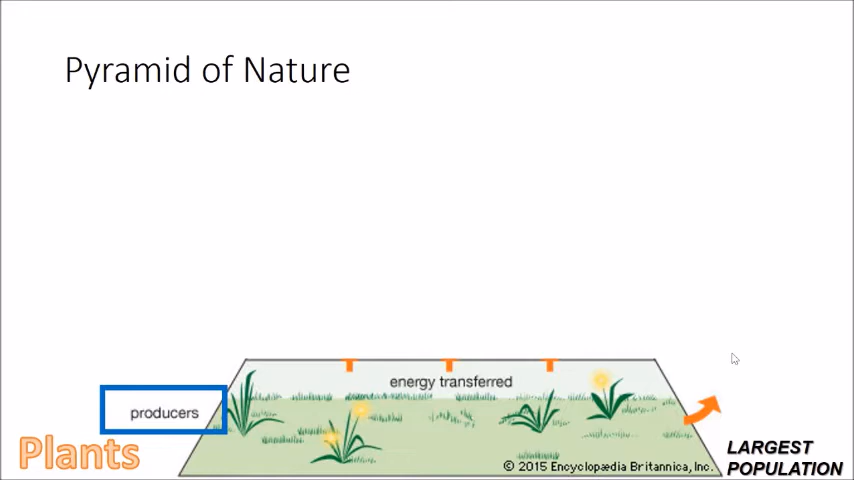 Pyramid of Nature
energy transferred
producers
Plants
LARGEST
POPULATION
© 2015 Encyclopædia Britannica, Inc.